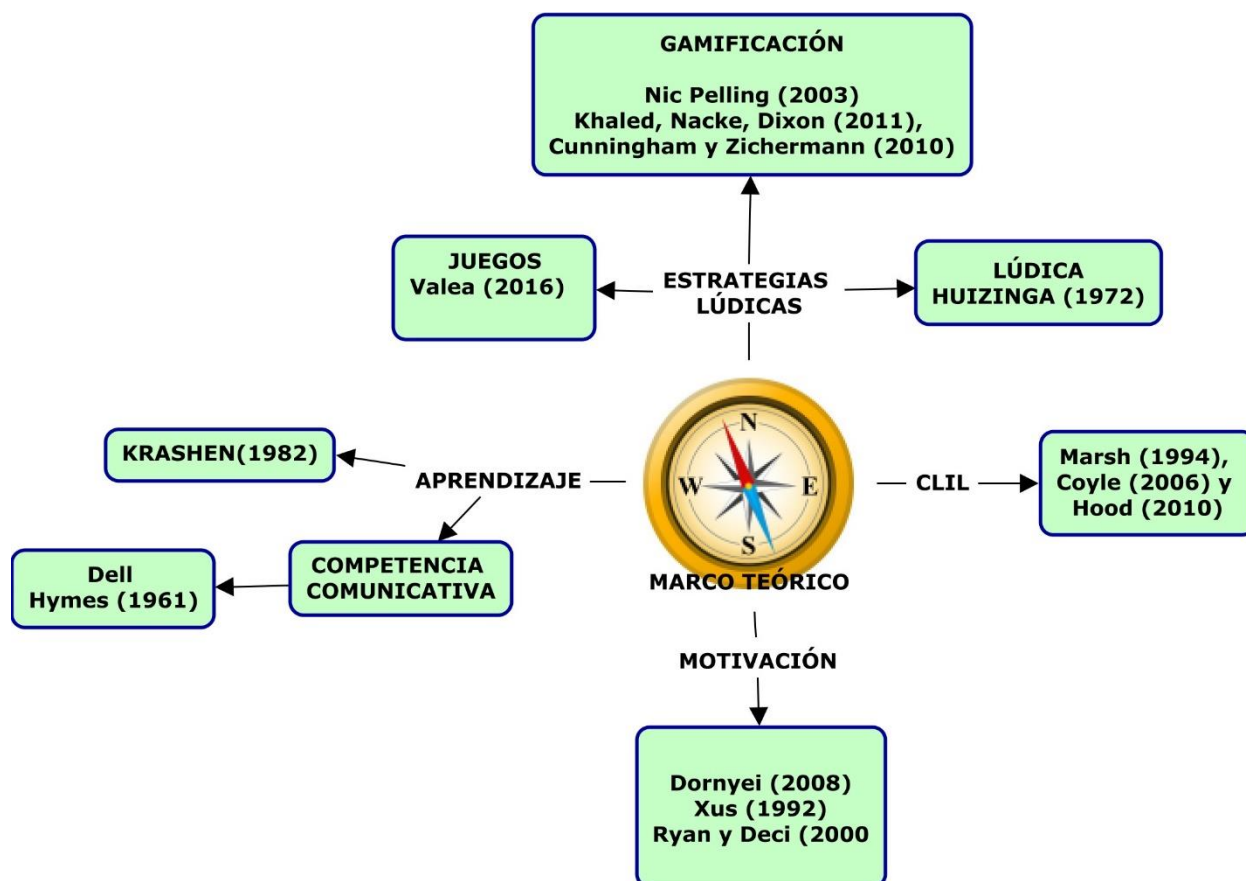 GAMIFICACIÓN
Nic Pelling (2003)
Khaled, Nacke, Dixon (2011),
Cunningham y Zichermann (2010)
JUEGOS
Valea (2016)
ESTRATEGIAS
LÚDICAS
LÚDICA
HUIZINGA (1972)
KRASHEN(1982)
APRENDIZAJE
COMPETENCIA
COMUNICATIVA
Dell
Hymes (1961)
N
W
E
S
MARCO TEÓRICO
CLIL
Marsh (1994),
Coyle (2006) y
Hood (2010)
MOTIVACIÓN
Dornyei (2008)
Xus (1992)
Ryan y Deci (2000